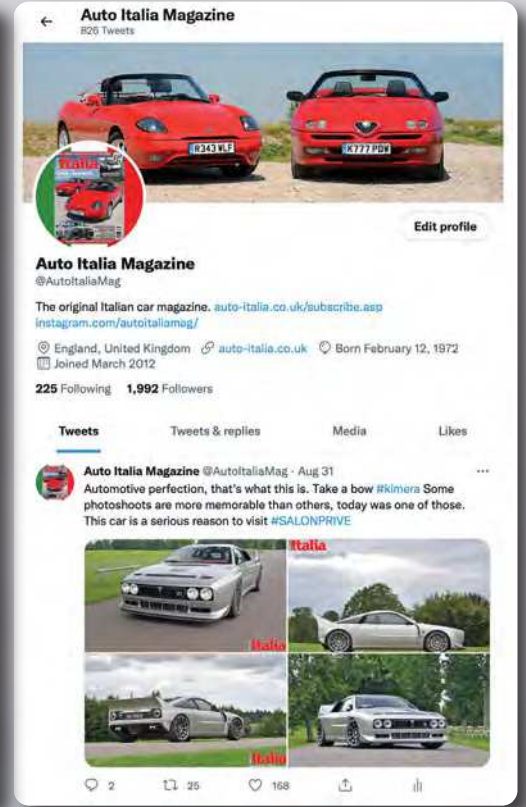 Auto Italia Magazine
826 Tweets
R343 WLF
K777 PDW
Italia
Edit profile
Auto Italia Magazine
@AutoItaliaMag
The original Italian car magazine. auto-italia.co.uk/subscribe.asp
instagram.com/autoitaliamag/
England, United Kingdom auto-italia.co.uk Born February 12, 1972
Joined March 2012
225 Following 1,992 Followers
Tweets Tweets & replies Media Likes
Auto Italia Magazine @AutoItaliaMag · Aug 31 ...
Automotive perfection, that's what this is. Take a bow #kimera Some
photoshoots are more memorable than others, today was one of those.
This car is a serious reason to visit #SALONPRIVE
Italia
Italia
Italia
2 25 168